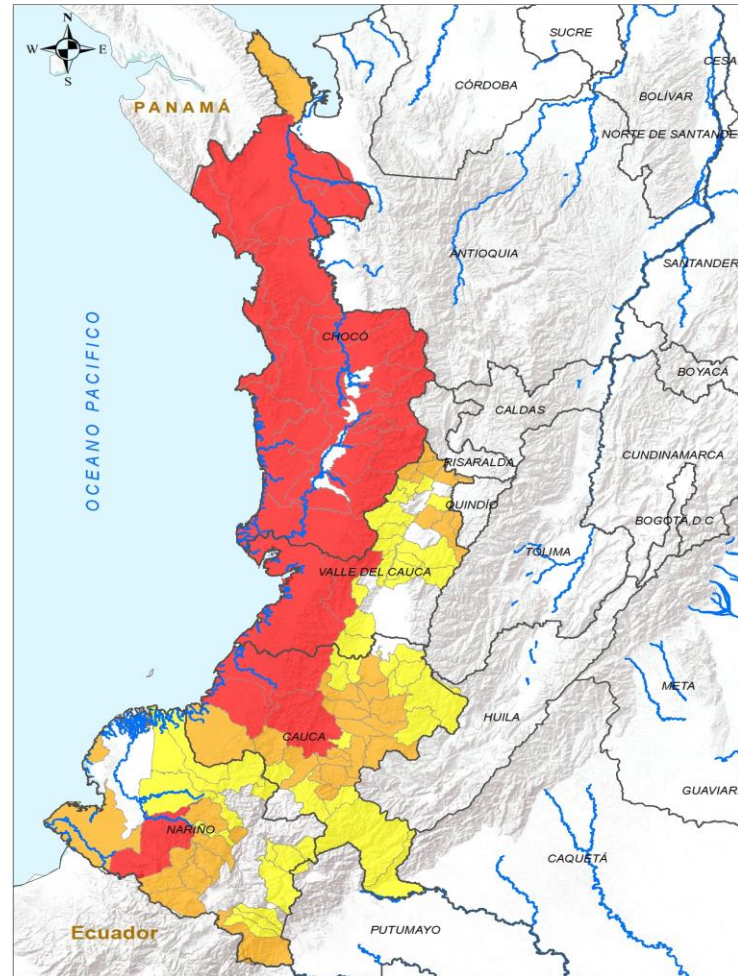 N
W
E
S
PANAMÁ
SUCRE
CÓRDOBA
CESA
BOLÍVAR
NORTE DE SANTANDE
ANTIOQUIA
SANTANDER
OCEANO PACIFICO
CHOCÓ
BOYACÁ
CALDAS
CUNDINAMARCA
RISARALDA
QUINDÍO
BOGOTÁ, D.C
TOLIMA
VALLE DEL CAUCA
META
HUILA
CAUCA
GUAVIARE
NARIÑO
CAQUETÁ
Ecuador
PUTUMAYO